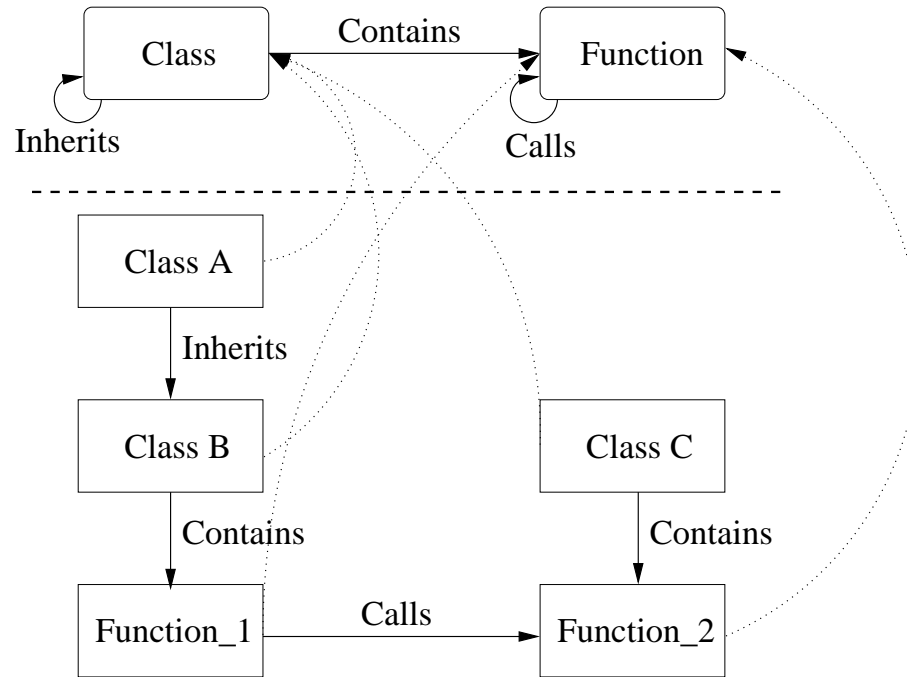 Class
Contains
Function
Inherits
Calls
Class A
Inherits
Class B
Class C
Contains
Contains
Function_1
Calls
Function_2